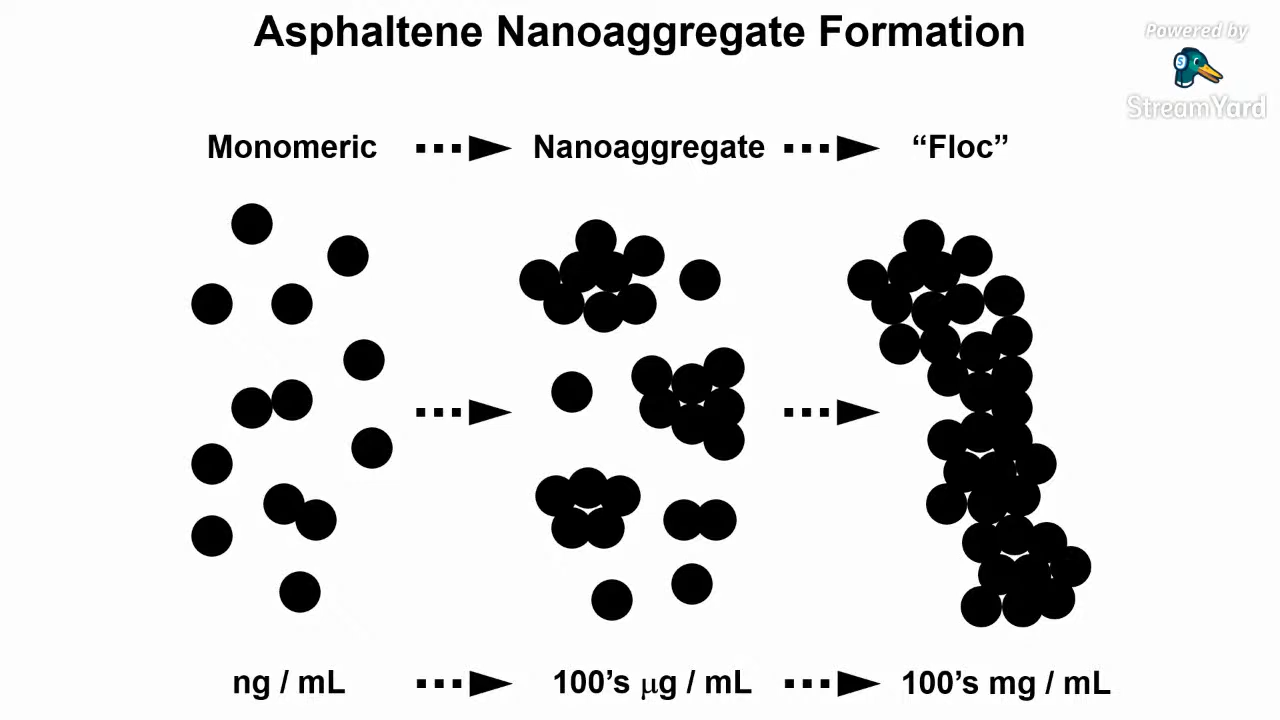 Asphaltene Nanoaggregate Formation
Powered by
S
StreamYard
Monomeric
Nanoaggregate
“Floc”
ng / mL
100’s μg / mL
100’s mg / mL